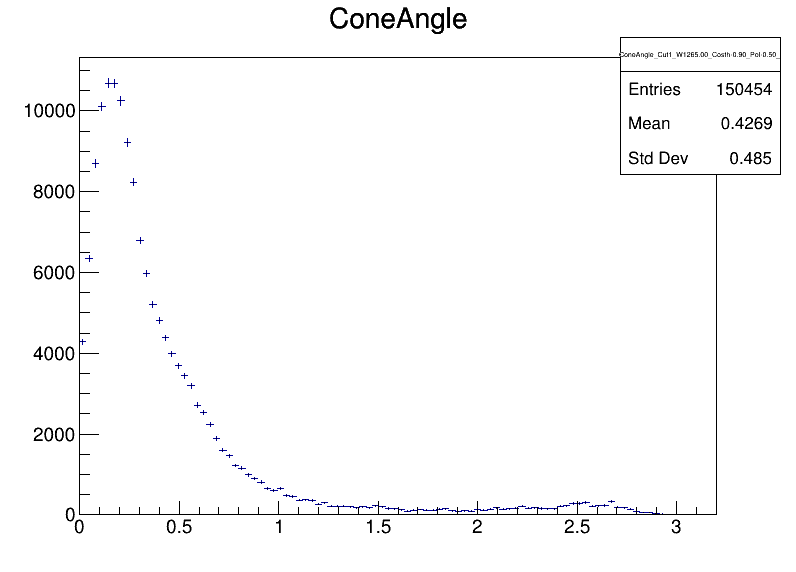 ConeAngle
ConeAngle_Cut1_W1265.00_Costh-0.90_Pol-0.50_
Entries 150454
Mean 0.4269
Std Dev 0.485
10000
8000
6000
4000
2000
0
0 0.5 1 1.5 2 2.5 3